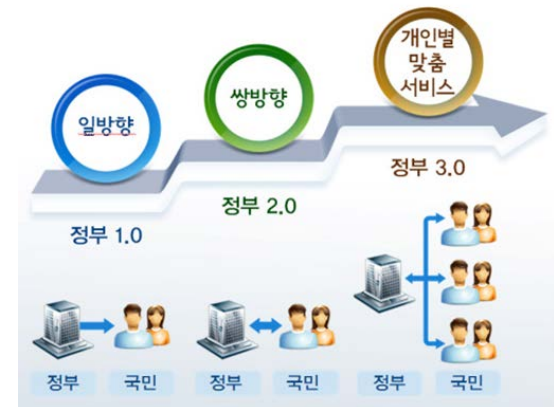 일방향
쌍방향
개인별
맞춤
서비스
정부 1.0
정부 2.0
정부 3.0
정부 국민 정부 국민 정부 국민